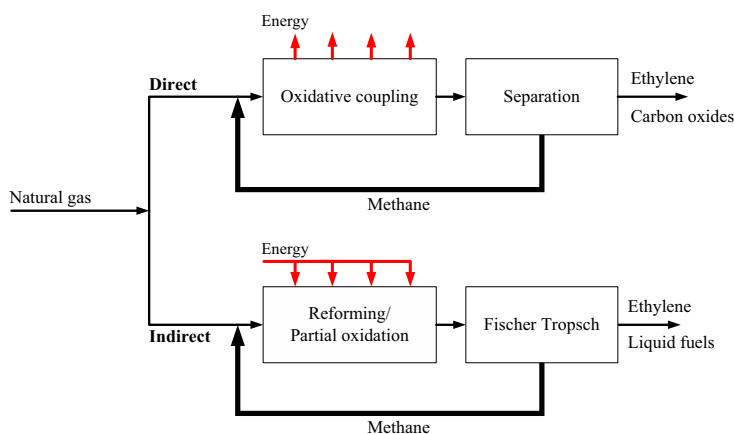 Energy
Direct
Oxidative coupling
Separation
Ethylene
Carbon oxides
Methane
Natural gas
Energy
Indirect
Reforming/
Partial oxidation
Fischer Tropsch
Ethylene
Liquid fuels
Methane